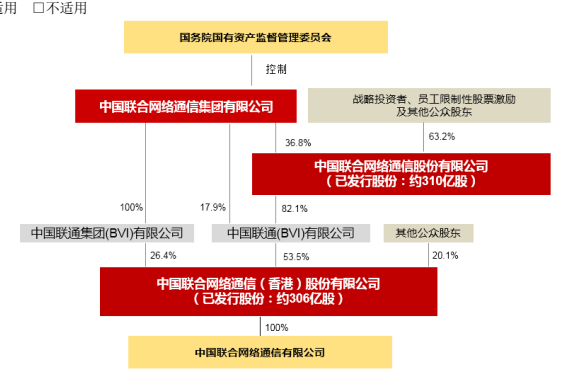 适用 □不适用
国务院国有资产监督管理委员会
控制
中国联合网络通信集团有限公司
战略投资者、员工限制性股票激励
及其他公众股东
36.8%
63.2%
中国联合网络通信股份有限公司
（已发行股份：约310亿股）
100%
17.9%
82.1%
中国联通集团(BVI)有限公司
中国联通(BVI)有限公司
其他公众股东
26.4%
53.5%
20.1%
中国联合网络通信（香港）股份有限公司
（已发行股份：约306亿股）
100%
中国联合网络通信有限公司